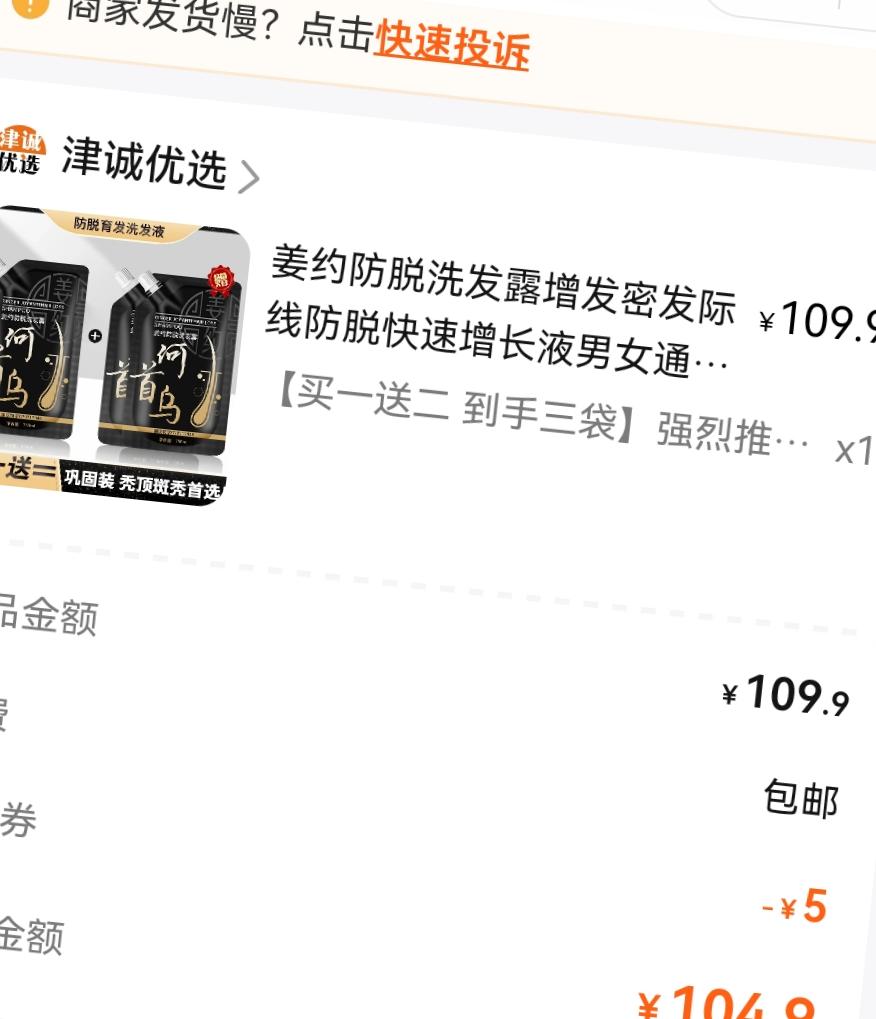 商家发货慢？点击快速投诉
津诚
优选
津诚优选
防脱育发洗发液
姜约防脱洗发露增发密发际
线防脱快速增长液男女通…
¥109.9
【买一送二 到手三袋】强烈推…
x1
何
乌
首首
何
乌
赠
送二
巩固装 秃顶斑秃首选
品金额
¥109.9
费
包邮
券
-¥5
金额
¥104.9